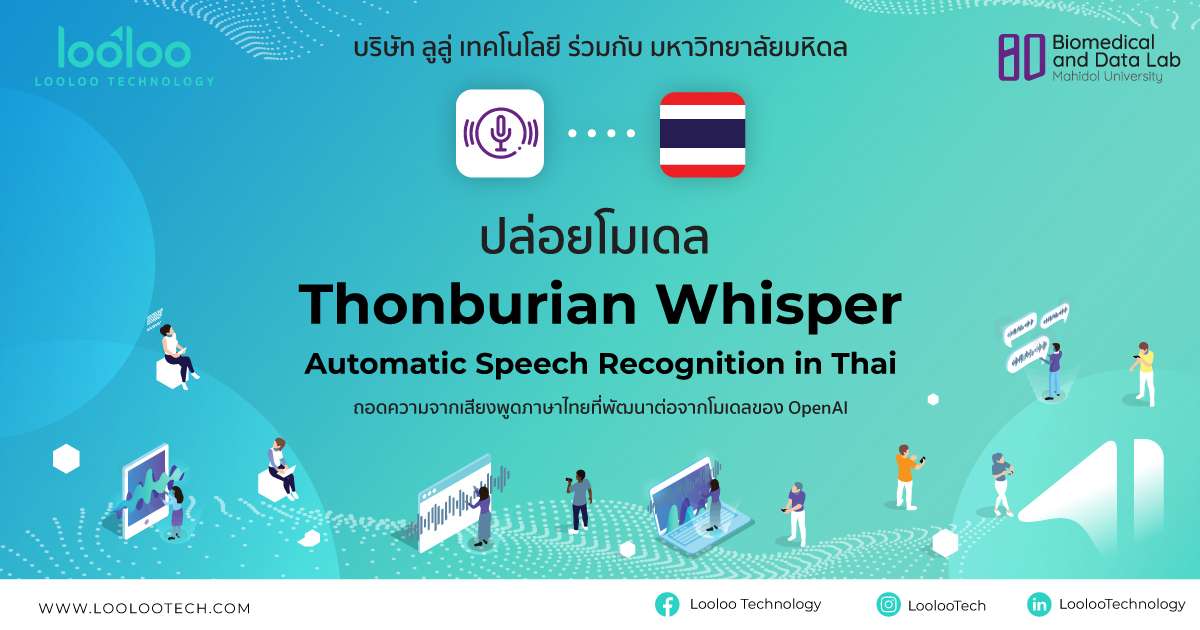 looloo
LOOLOO TECHNOLOGY
บริษัท ลูลู่ เทคโนโลยี ร่วมกับ มหาวิทยาลัยมหิดล
Biomedical
and Data Lab
Mahidol University
ปล่อยโมเดล
Thonburian Whisper
Automatic Speech Recognition in Thai
ถอดความจากเสียงพูดภาษาไทยที่พัฒนาต่อจากโมเดลของ OpenAI
WWW.LOOLOOTECH.COM
Looloo Technology
LoolooTech
LoolooTechnology